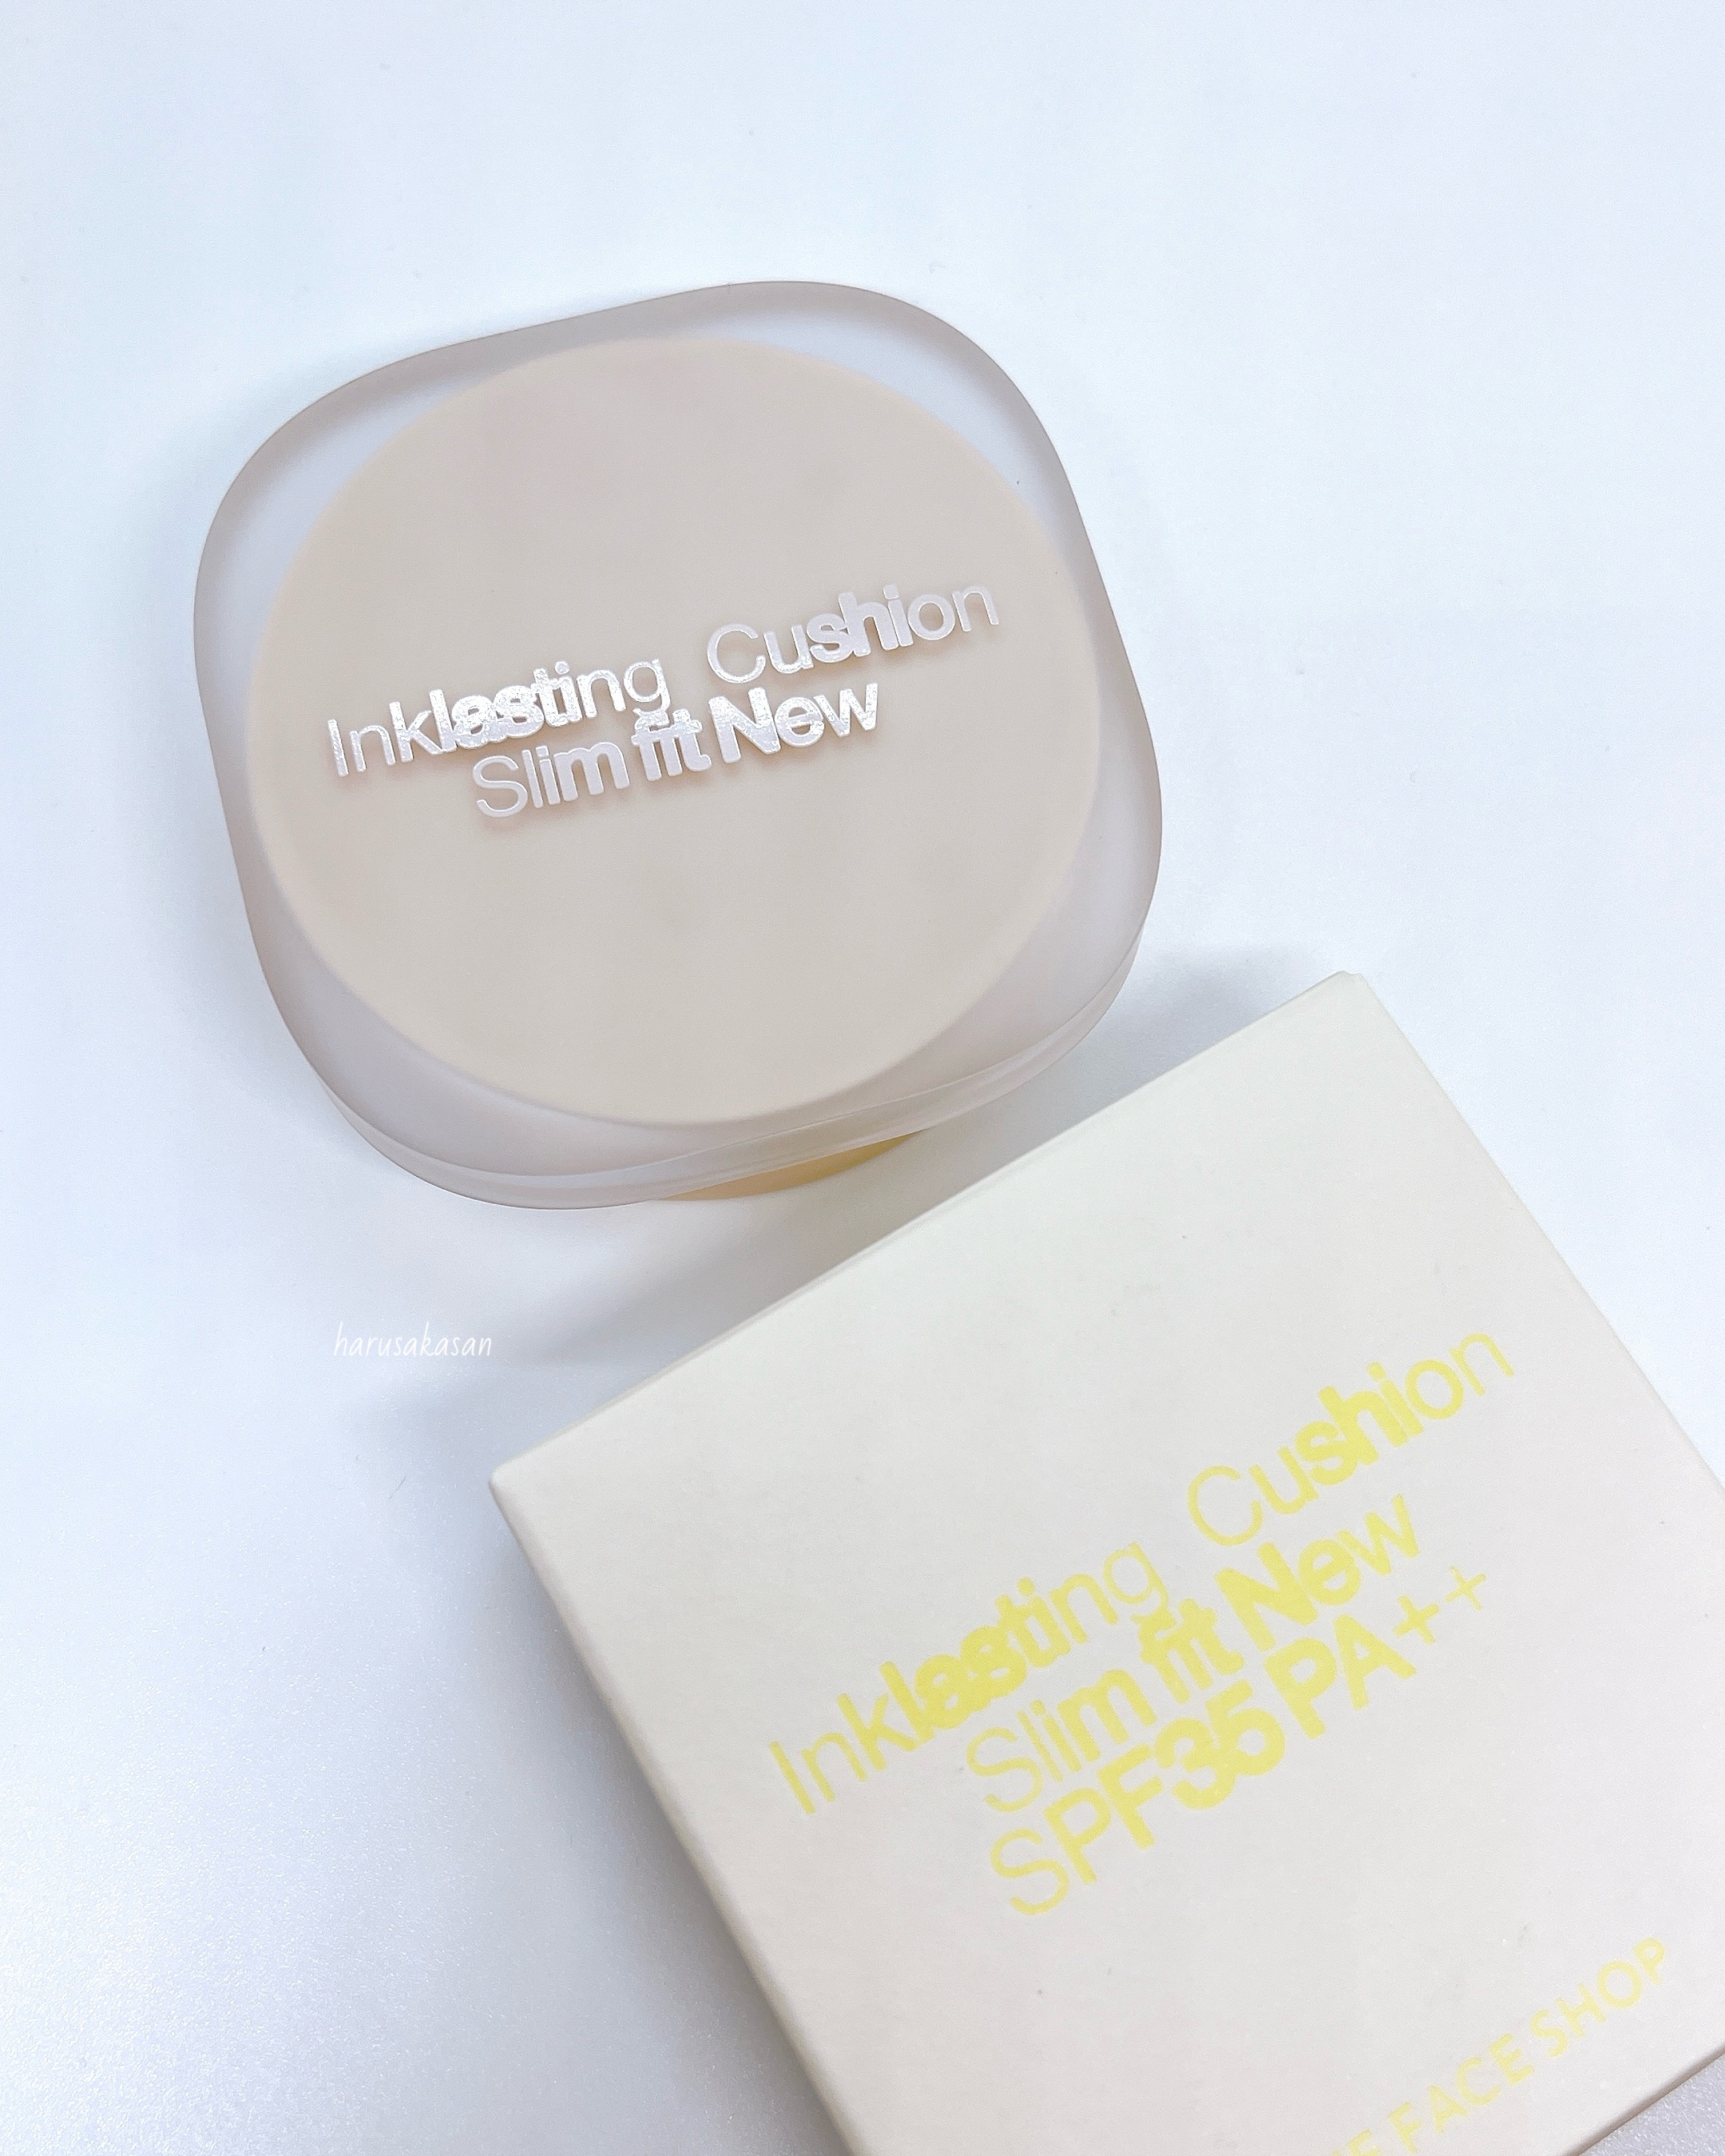 Inklasting Cushion
Slim fit New
harusakasan
Inklasting Cushion
Slim fit New
SPF35 PA++
FACE SHOP